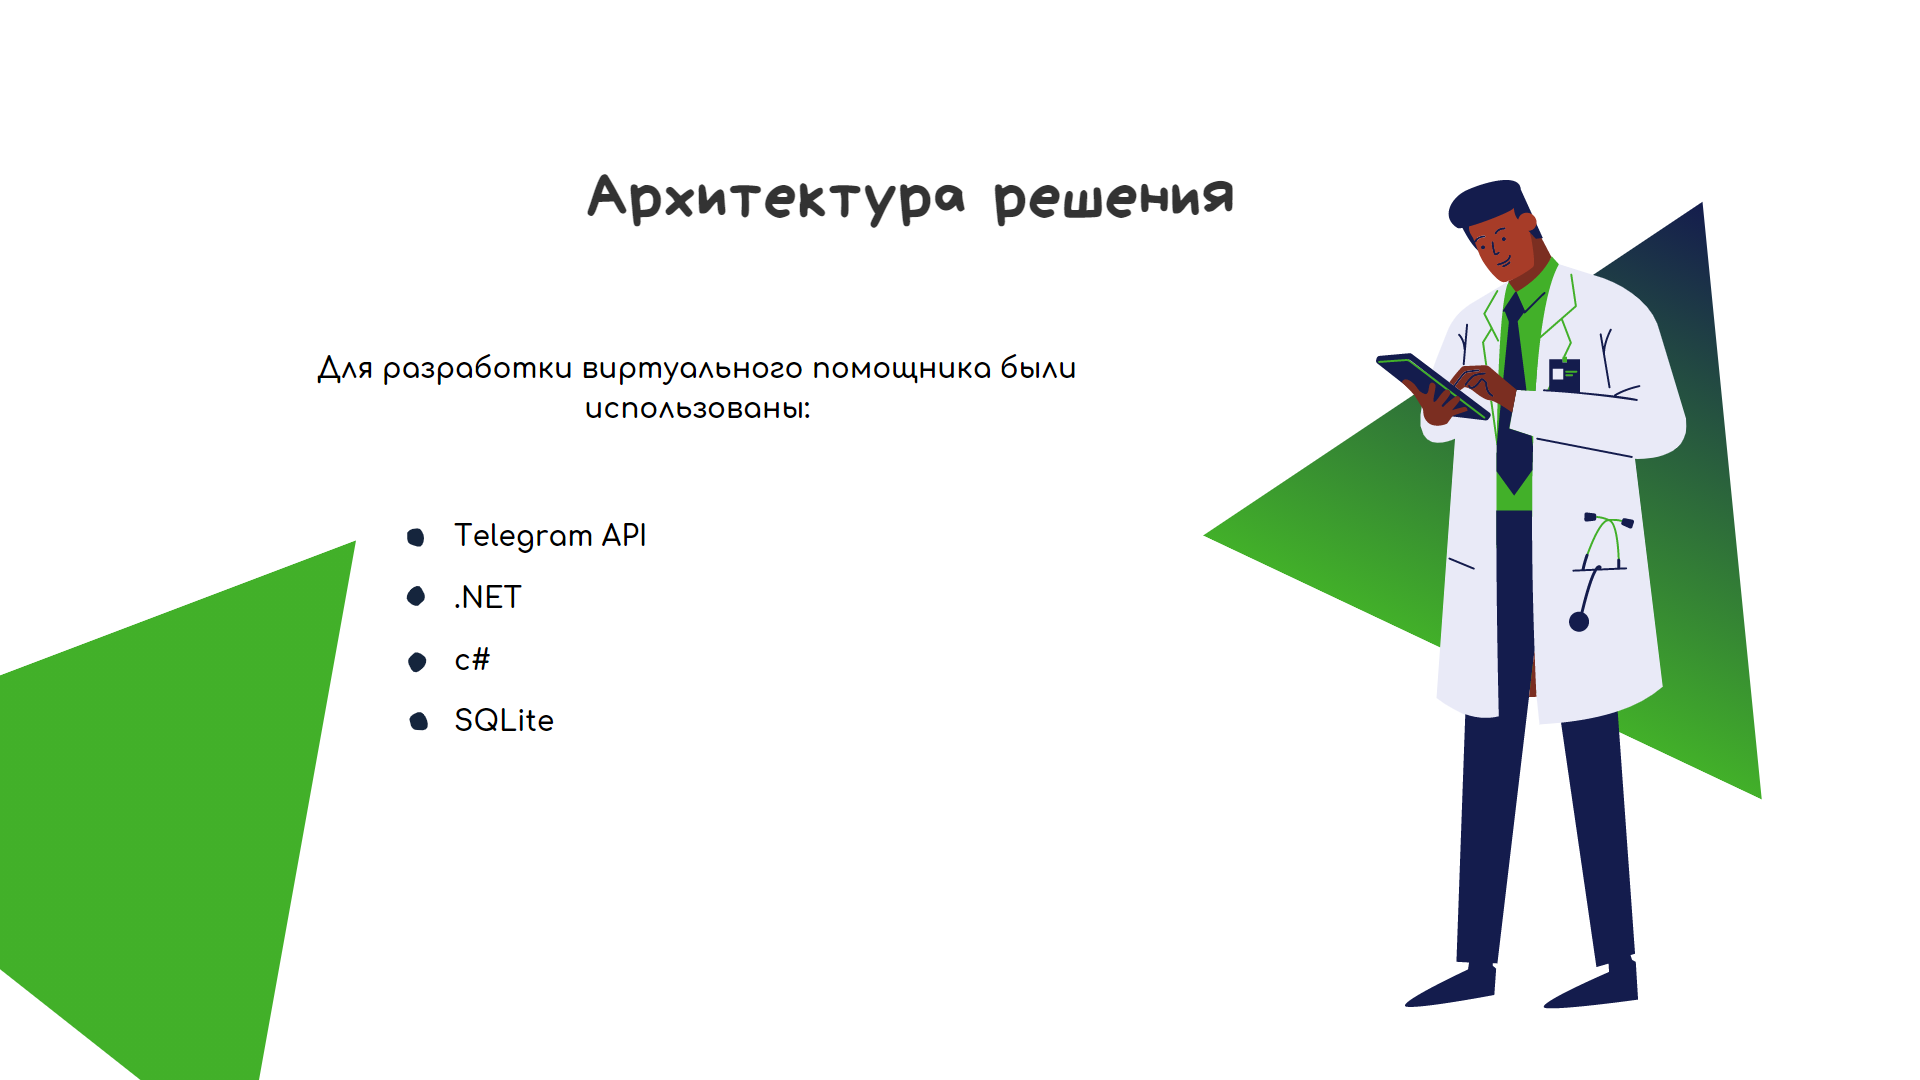 Архитектура решения
Для разработки виртуального помощника были
использованы:
Telegram API
.NET
c#
SQLite